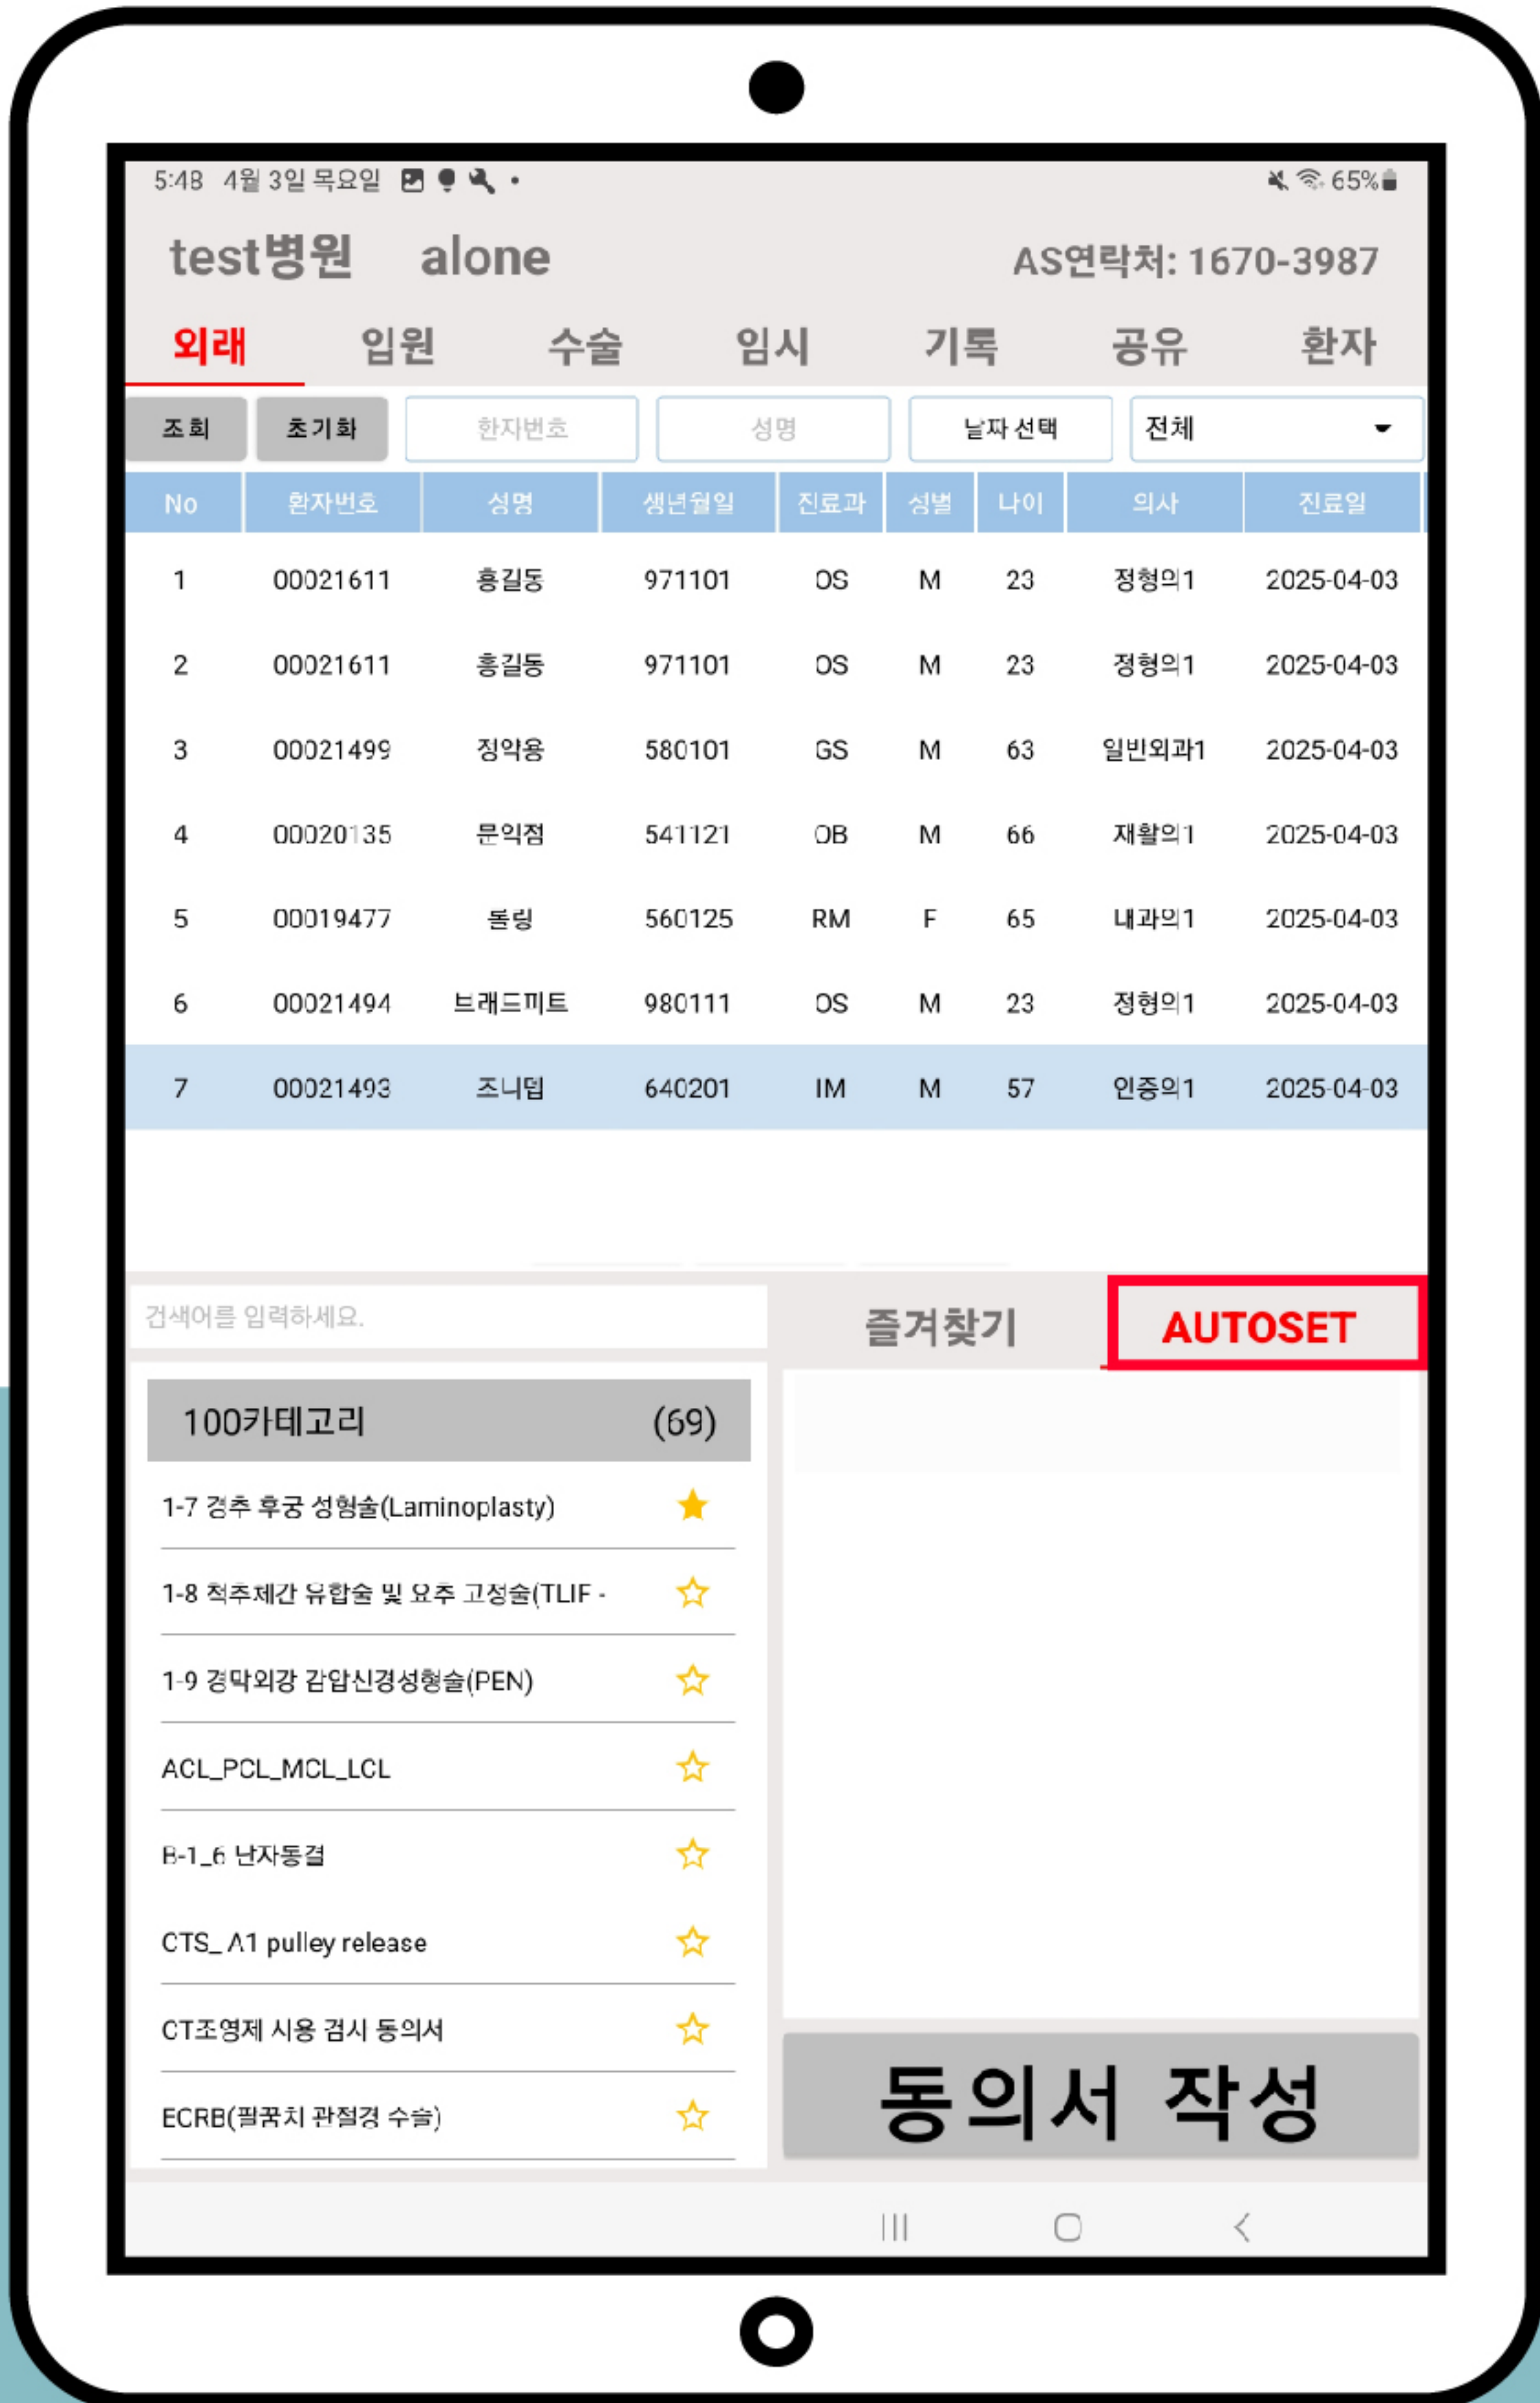 5:48 4월 3일 목요일 65%
test병원 alone AS연락처: 1670-3987
외래 입원 수술 임시 기록 공유 환자
조회 초기화 환자번호 성명 날짜 선택 전체
No 환자번호 성명 생년월일 진료과 성별 나이 의사 진료일
1 00021611 홍길동 971101 OS M 23 정형의1 2025-04-03
2 00021611 홍길동 971101 OS M 23 정형의1 2025-04-03
3 00021499 정약용 580101 GS M 63 일반외과1 2025-04-03
4 00020135 문익점 541121 OB M 66 재활의1 2025-04-03
5 00019477 롤링 560125 RM F 65 내과의1 2025-04-03
6 00021494 브래드피트 980111 OS M 23 정형의1 2025-04-03
7 00021493 조니뎁 640201 IM M 57 인증의1 2025-04-03
검색어를 입력하세요. 즐겨찾기 AUTOSET
100카테고리 (69)
1-7 경추 후궁 성형술(Laminoplasty)
1-8 척추체간 유합술 및 요추 고정술(TLIF -
1-9 경막외강 감압신경성형술(PEN)
ACL_PCL_MCL_LCL
B-1_6 난자동결
CTS_ A1 pulley release
CT조영제 사용 검사 동의서
ECRB(팔꿈치 관절경 수술)
동의서 작성